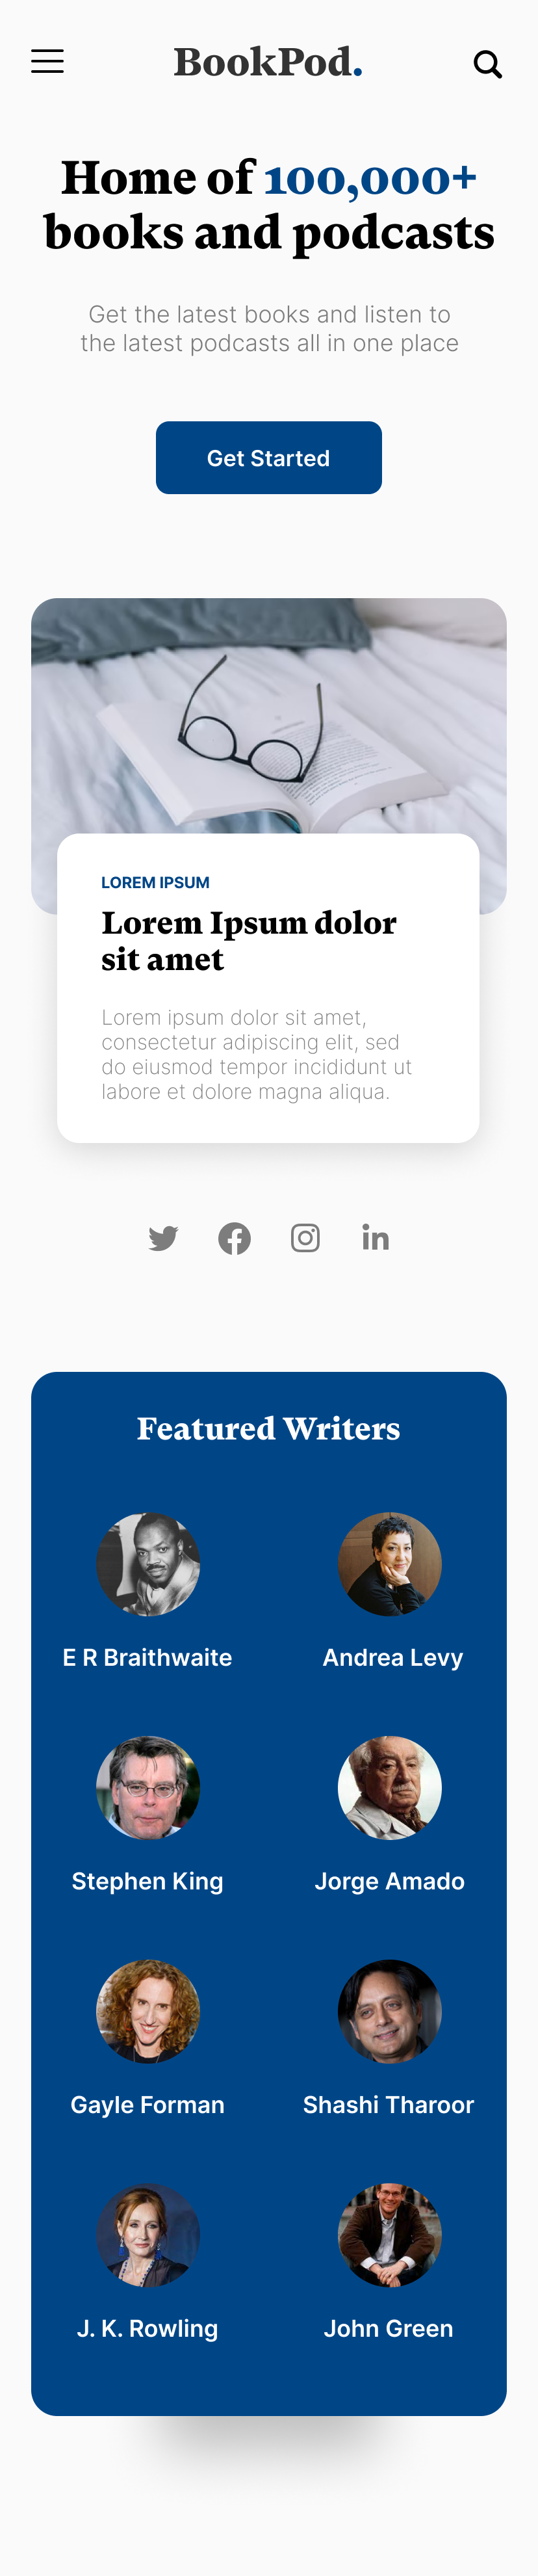 BookPod.
Home of 100,000+
books and podcasts
Get the latest books and listen to
the latest podcasts all in one place
Get Started
LOREM IPSUM
Lorem Ipsum dolor
sit amet
Lorem ipsum dolor sit amet,
consectetur adipiscing elit, sed
do eiusmod tempor incididunt ut
labore et dolore magna aliqua.
in
Featured Writers
E R Braithwaite
Andrea Levy
Stephen King
Jorge Amado
Gayle Forman
Shashi Tharoor
J. K. Rowling
John Green